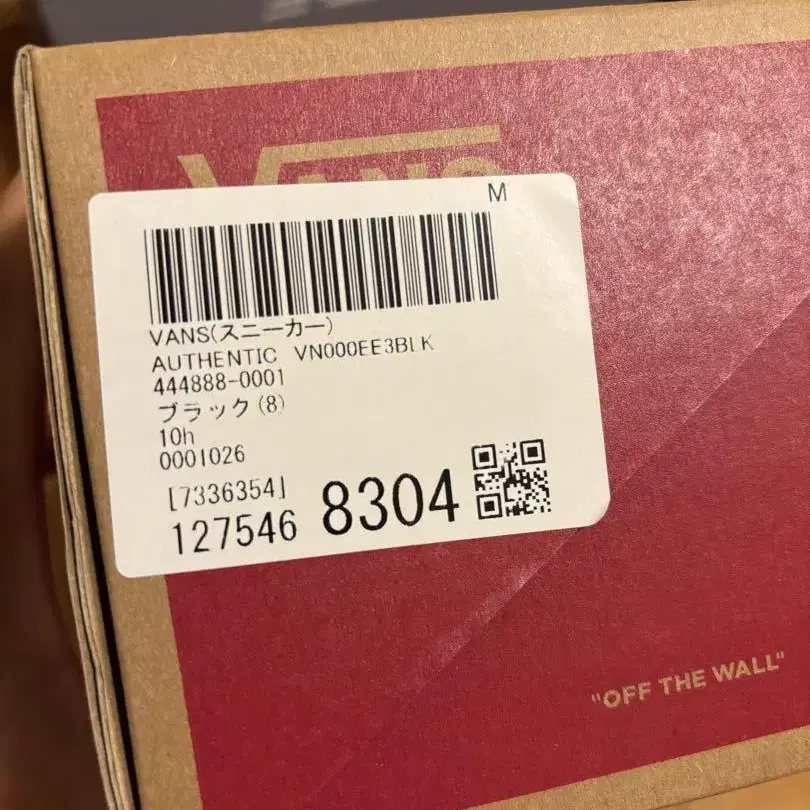 VANS
M
VANS(スニーカー)
AUTHENTIC VN000EE3BLK
444888-0001
ブラック(8)
10h
0001026
[7336354]
127546 8304
"OFF THE WALL"